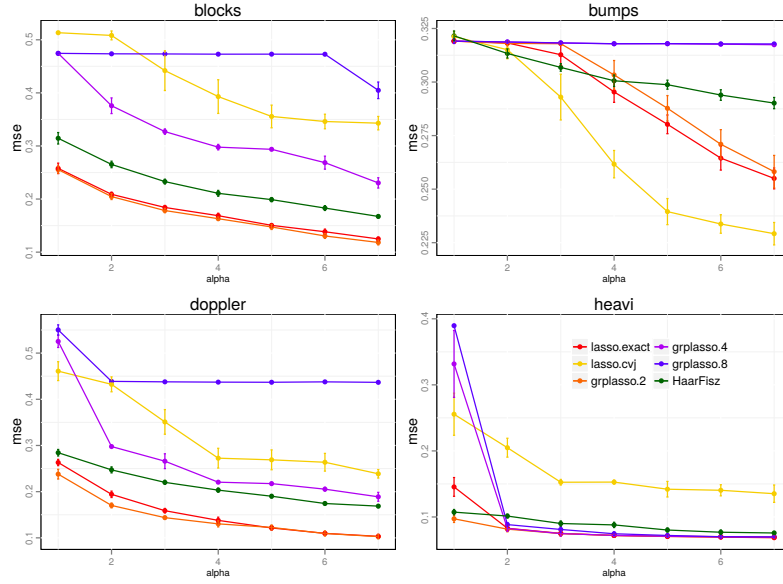 blocks
0.5
0.4
0.3
0.2
0.1
mse
2
4
6
alpha
bumps
0.325
0.300
0.275
0.250
0.225
mse
2
4
6
alpha
doppler
0.5
0.4
0.3
0.2
0.1
mse
2
4
6
alpha
heavi
0.4
0.3
0.2
0.1
mse
lasso.exact
lasso.cvj
grplasso.2
grplasso.4
grplasso.8
HaarFisz
2
4
6
alpha